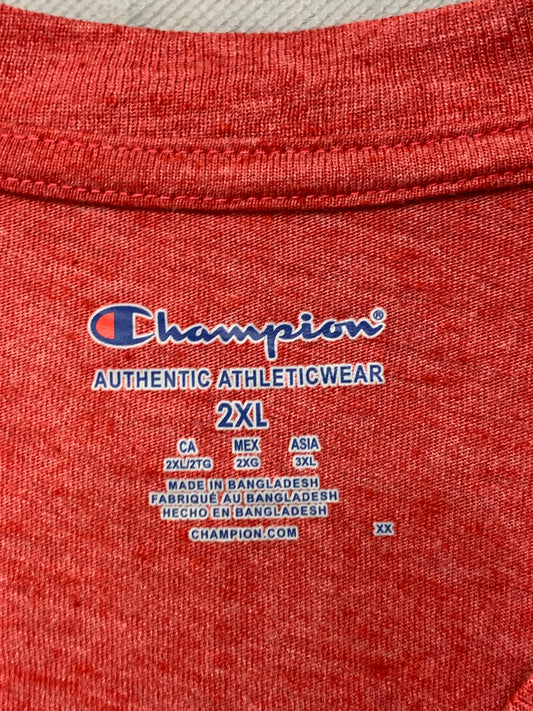 Champion®
AUTHENTIC ATHLETICWEAR
2XL
CA MEX ASIA
2XL/2TG 2XG 3XL
MADE IN BANGLADESH
FABRIQUÉ AU BANGLADESH
HECHO EN BANGLADESH
CHAMPION.COM
XX